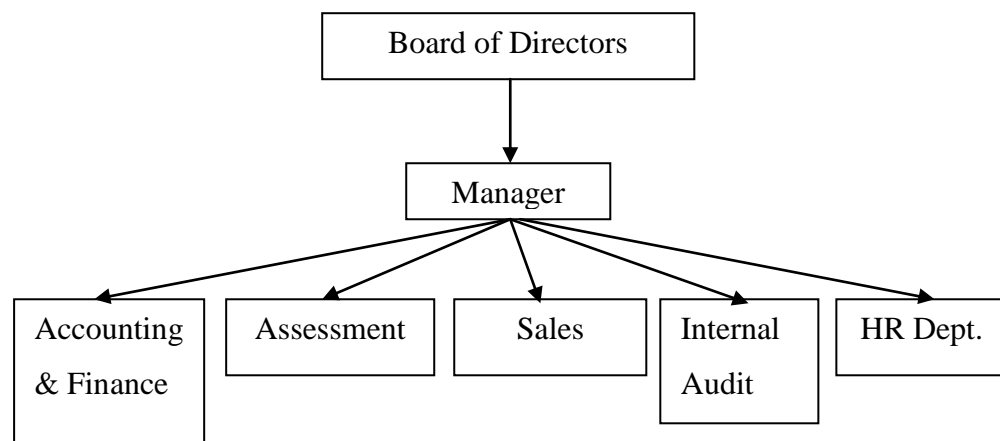 Board of Directors
Manager
Accounting
& Finance
Assessment
Sales
Internal
Audit
HR Dept.